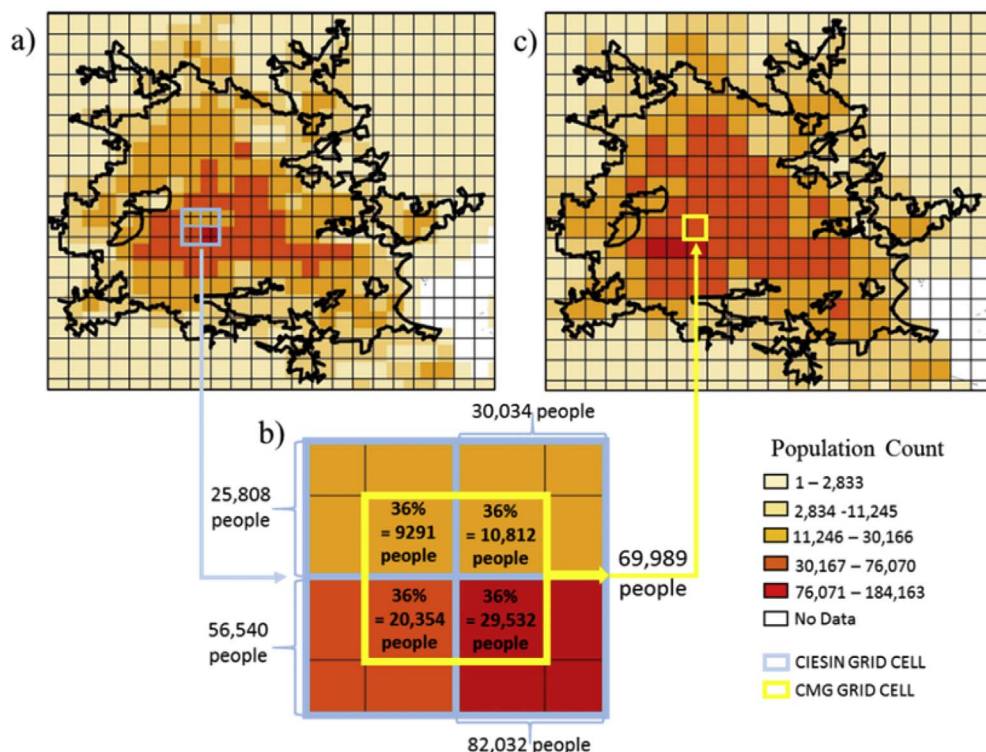 a)
c)
b)
30,034 people
25,808
people
36%
= 9291
people
36%
= 10,812
people
69,989
people
56,540
people
36%
= 20,354
people
36%
= 29,532
people
82,032 people
Population Count
1 – 2,833
2,834 -11,245
11,246 – 30,166
30,167 – 76,070
76,071 – 184,163
No Data
CIESIN GRID CELL
CMG GRID CELL